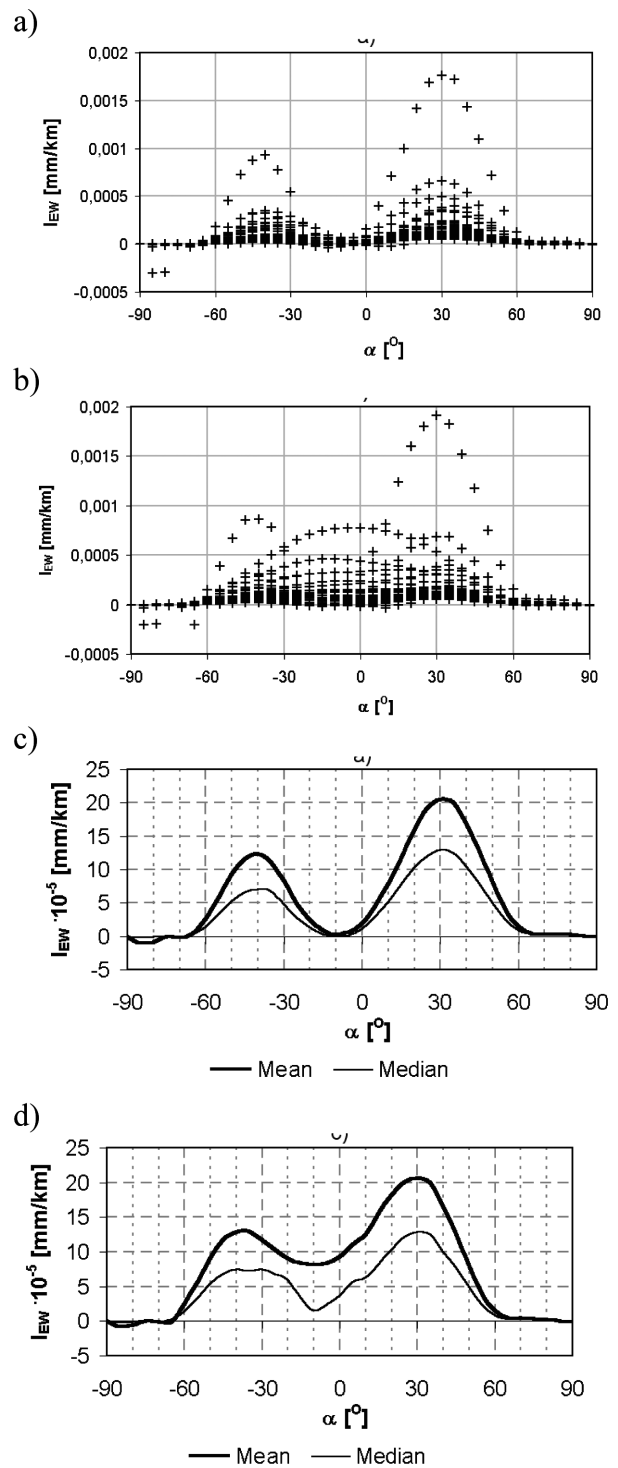 a)
0,002
0,0015
0,001
0,0005
0
-0,0005
I_EW [mm/km]
-90 -60 -30 0 30 60 90
α [°]
b)
0,002
0,0015
0,001
0,0005
0
-0,0005
I_EW [mm/km]
-90 -60 -30 0 30 60 90
α [°]
c)
25
20
15
10
5
0
-5
I_EW ·10⁻⁵ [mm/km]
-90 -60 -30 0 30 60 90
α [°]
Mean Median
d)
25
20
15
10
5
0
-5
I_EW ·10⁻⁵ [mm/km]
-90 -60 -30 0 30 60 90
α [°]
Mean Median